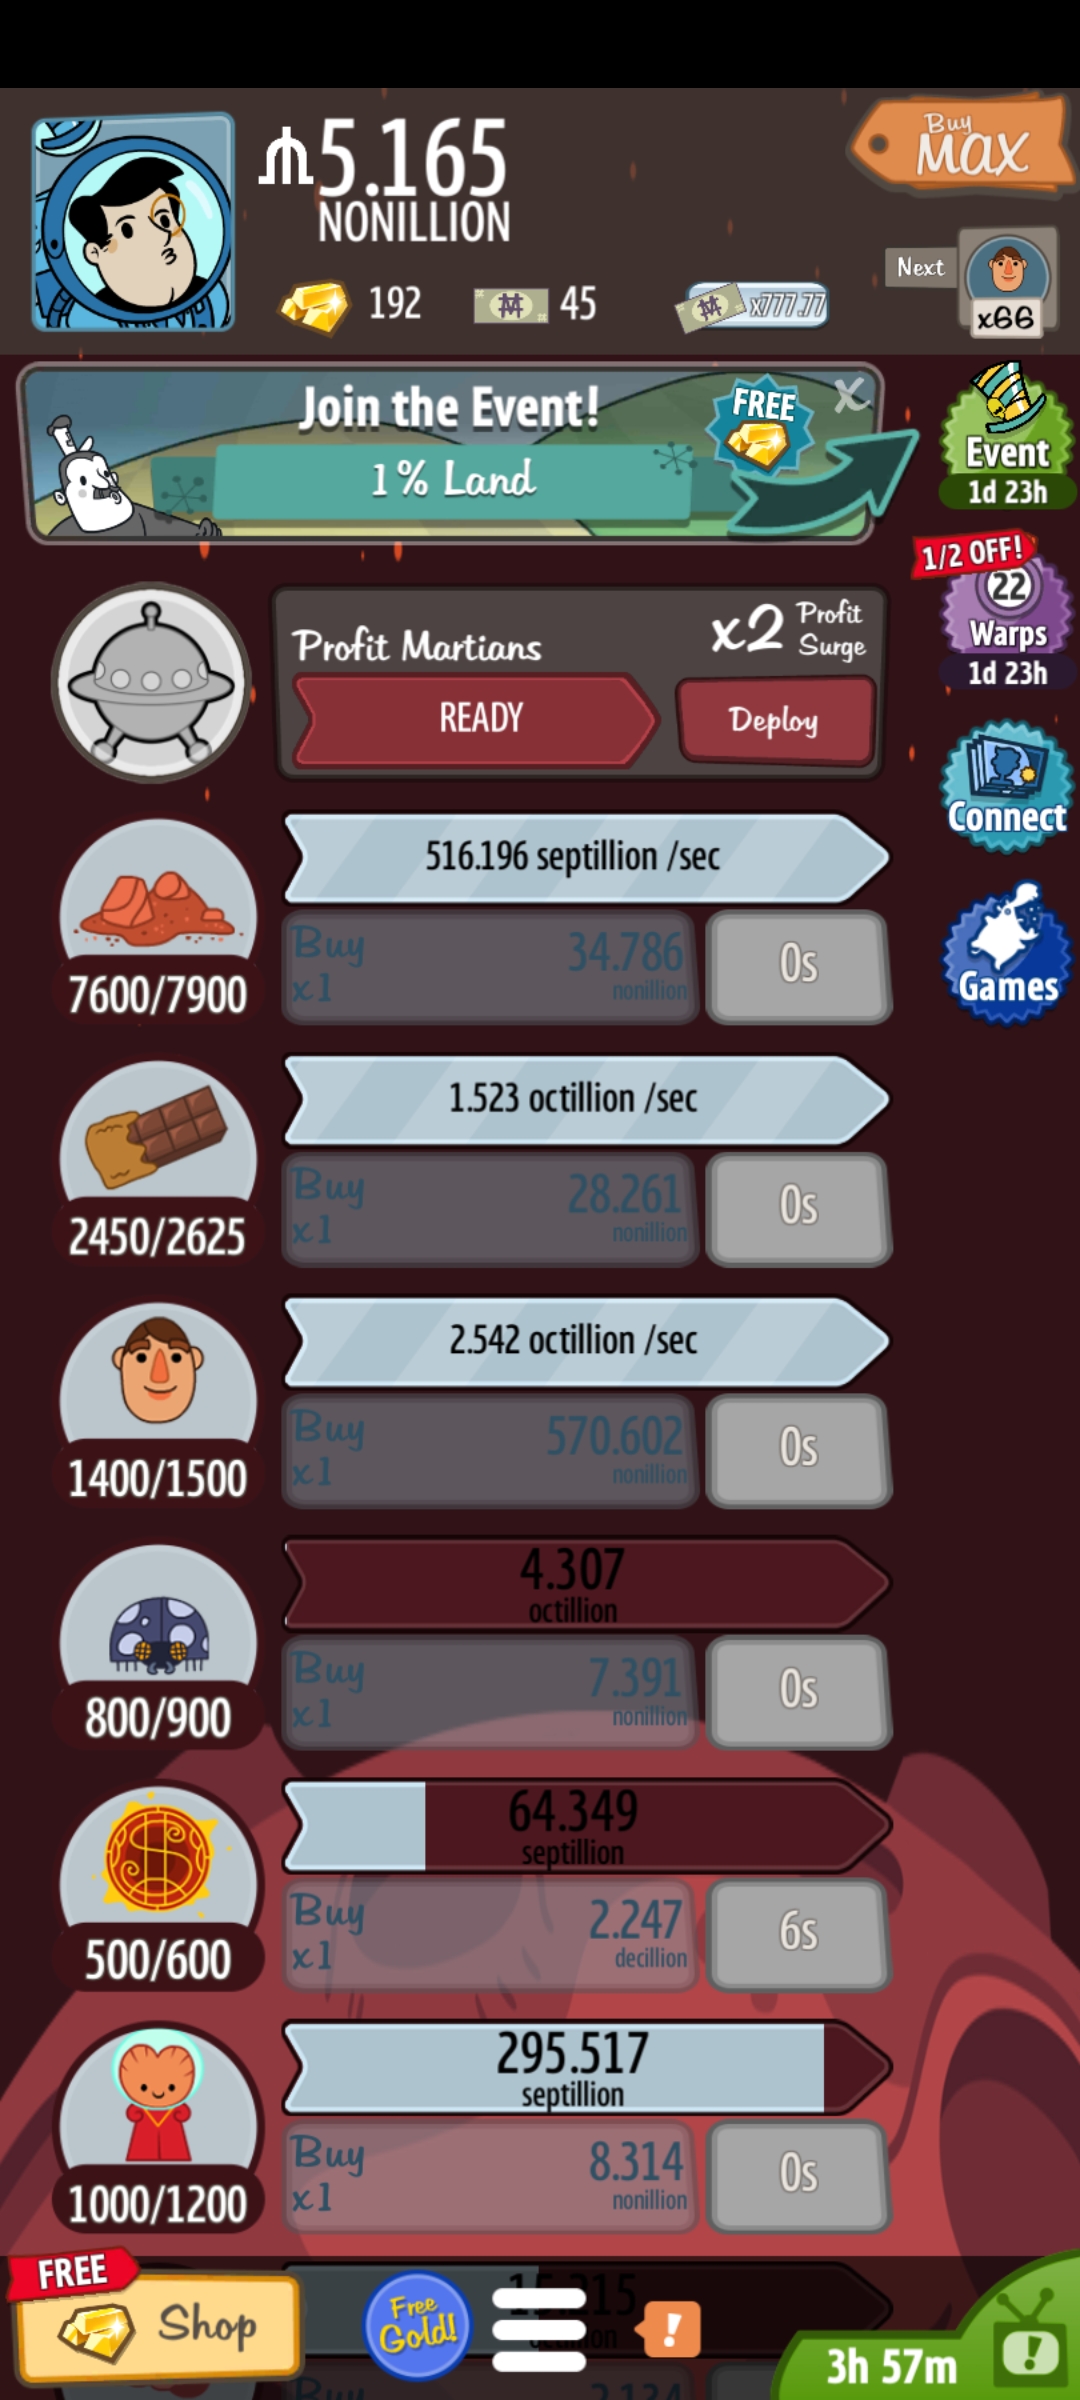 5.165
NONILLION
Buy
MAX
192
45
x777.77
Next
x66
Join the Event!
FREE
x
1% Land
Event
1d 23h
1/2 OFF!
22
Warps
1d 23h
Profit Martians
x2 Profit Surge
READY
Deploy
Connect
516.196 septillion /sec
Buy
x1
34.786
nonillion
0s
7600/7900
Games
1.523 octillion /sec
Buy
x1
28.261
nonillion
0s
2450/2625
2.542 octillion /sec
Buy
x1
570.602
nonillion
0s
1400/1500
4.307
octillion
Buy
x1
7.391
nonillion
0s
800/900
64.349
septillion
Buy
x1
2.247
decillion
6s
500/600
295.517
septillion
Buy
x1
8.314
nonillion
0s
1000/1200
FREE
Shop
Free
Gold!
!
3h 57m
!
Buy
2.134